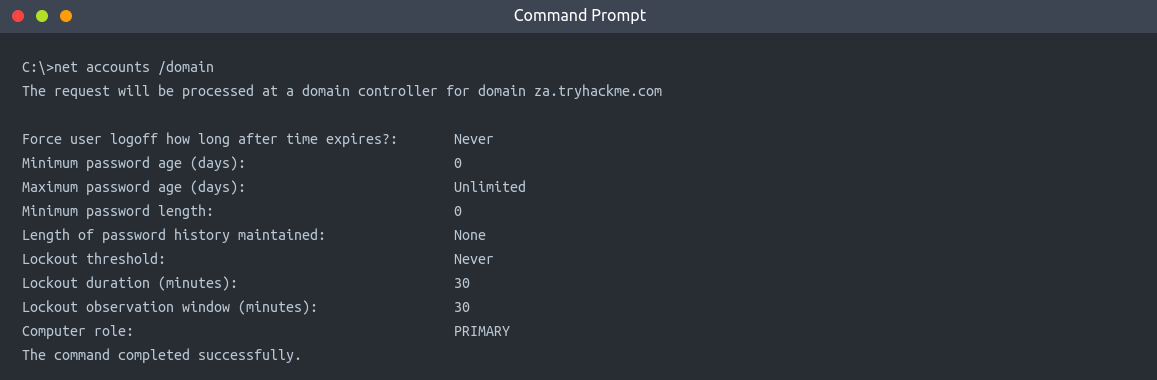 Command Prompt
C:\>net accounts /domain
The request will be processed at a domain controller for domain za.tryhackme.com
Force user logoff how long after time expires?: Never
Minimum password age (days): 0
Maximum password age (days): Unlimited
Minimum password length: 0
Length of password history maintained: None
Lockout threshold: Never
Lockout duration (minutes): 30
Lockout observation window (minutes): 30
Computer role: PRIMARY
The command completed successfully.